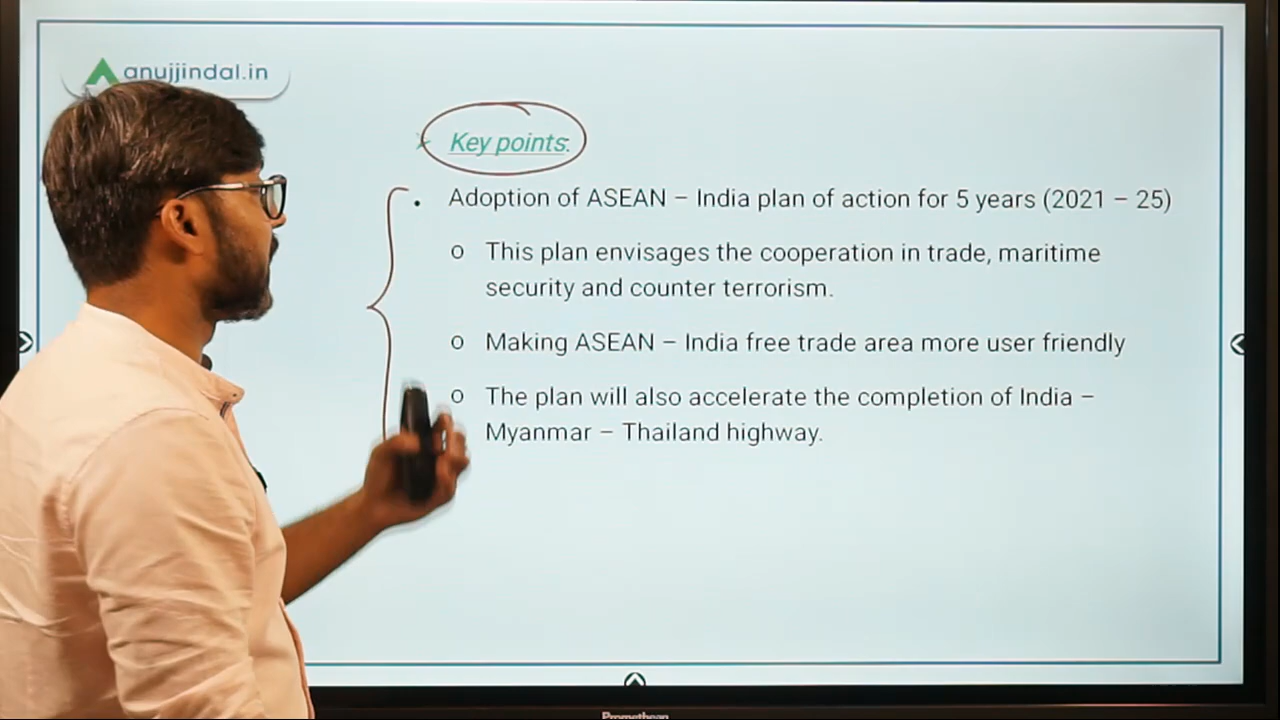 anujjindal.in
Key points:
• Adoption of ASEAN – India plan of action for 5 years (2021 – 25)
o This plan envisages the cooperation in trade, maritime
security and counter terrorism.
o Making ASEAN – India free trade area more user friendly
o The plan will also accelerate the completion of India –
Myanmar – Thailand highway.
Promethean